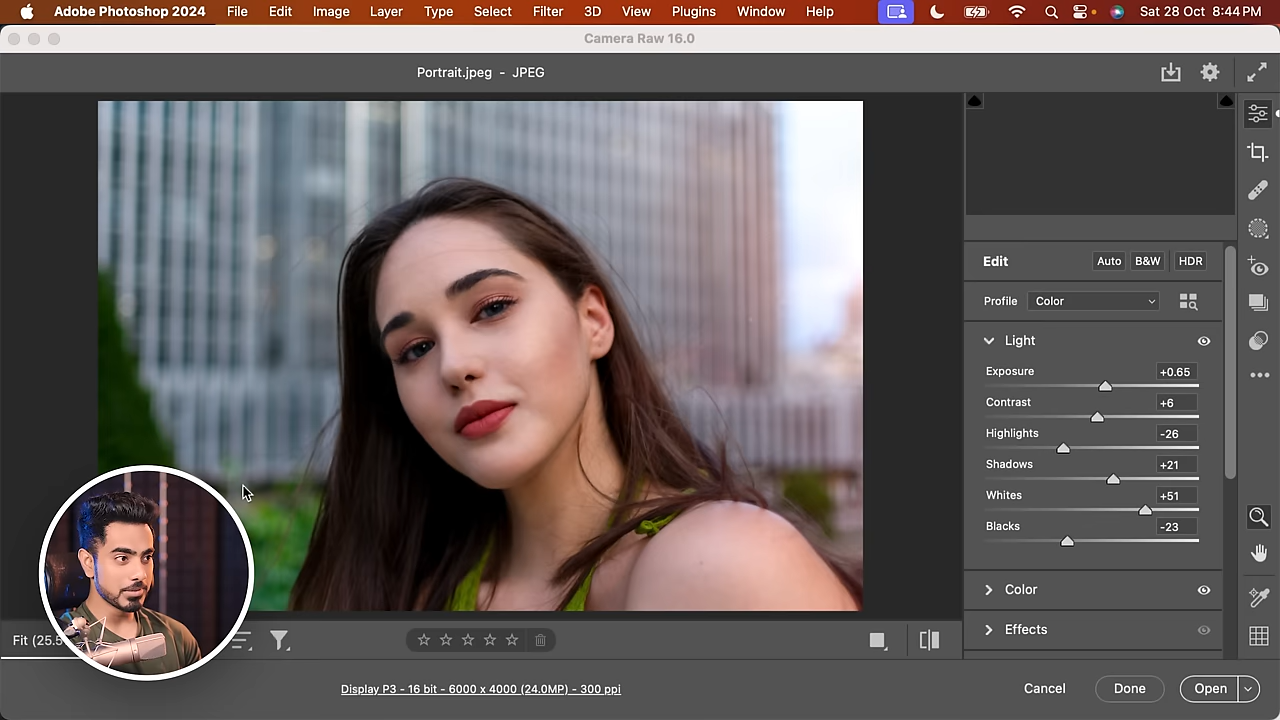 Adobe Photoshop 2024 File Edit Image Layer Type Select Filter 3D View Plugins Window Help Sat 28 Oct 8:44 PM
Camera Raw 16.0
Portrait.jpeg - JPEG
Edit Auto B&W HDR
Profile Color
Light
Exposure +0.65
Contrast +6
Highlights -26
Shadows +21
Whites +51
Blacks -23
Color
Effects
Fit (25.5
Display P3 - 16 bit - 6000 x 4000 (24.0MP) - 300 ppi
Cancel Done Open